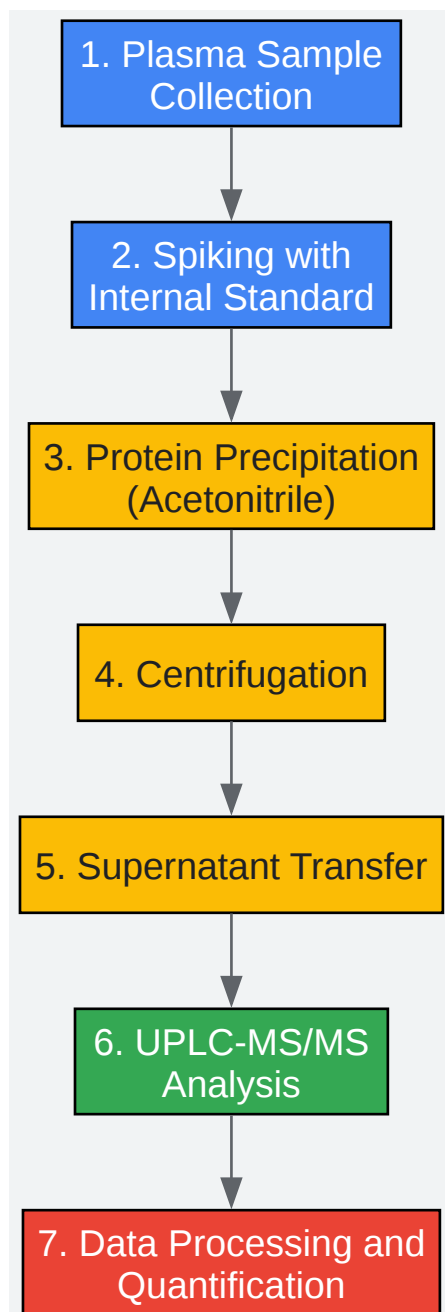 1. Plasma Sample
Collection
2. Spiking with
Internal Standard
3. Protein Precipitation
(Acetonitrile)
4. Centrifugation
5. Supernatant Transfer
6. UPLC-MS/MS
Analysis
7. Data Processing and
Quantification